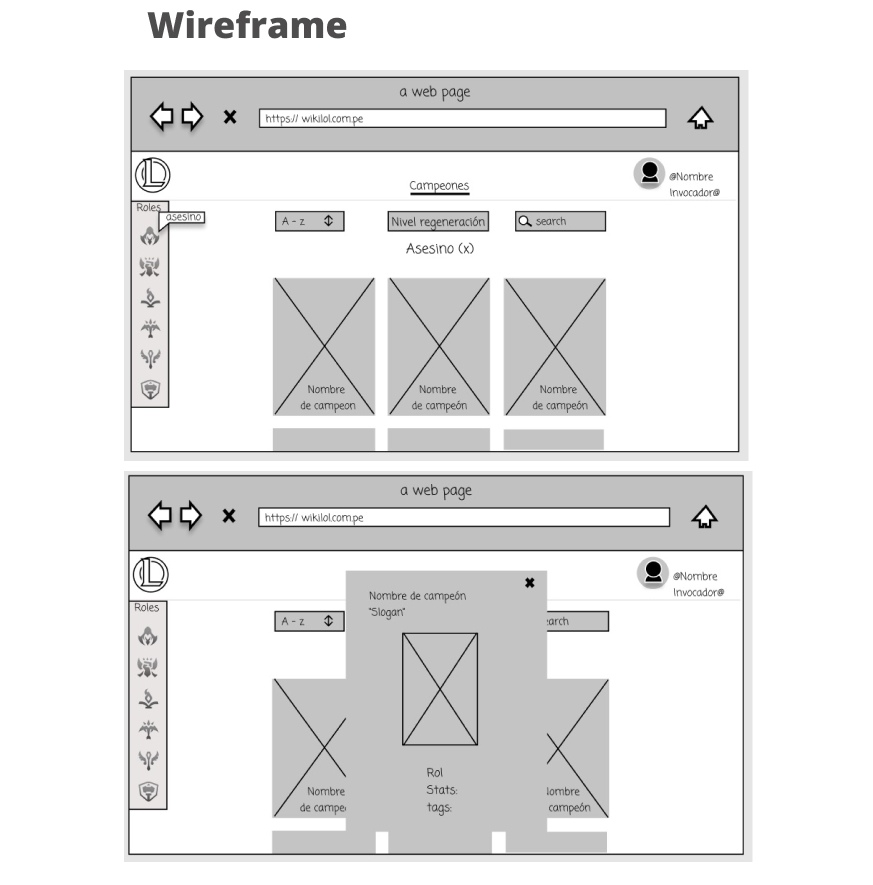 Wireframe
a web page
https:// wikilol.com.pe
@Nombre
Invocador@
Campeones
Roles
asesino
A - z
Nivel regeneración
search
Asesino (x)
Nombre
de campeon
Nombre
de campeón
Nombre
de campeón
a web page
https:// wikilol.com.pe
@Nombre
Invocador@
Roles
A - z
earch
Nombre de campeón
"Slogan"
Rol
Stats:
tags:
Nombre
de campe
ombre
campeón